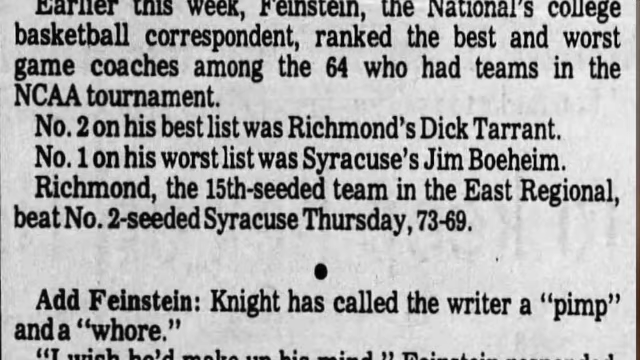 Earlier this week, Feinstein, the National's college
basketball correspondent, ranked the best and worst
game coaches among the 64 who had teams in the
NCAA tournament.
No. 2 on his best list was Richmond's Dick Tarrant.
No. 1 on his worst list was Syracuse's Jim Boeheim.
Richmond, the 15th-seeded team in the East Regional,
beat No. 2-seeded Syracuse Thursday, 73-69.
●
Add Feinstein: Knight has called the writer a “pimp”
and a “whore.”
“I wish he'd make up his mind,” Feinstein responded